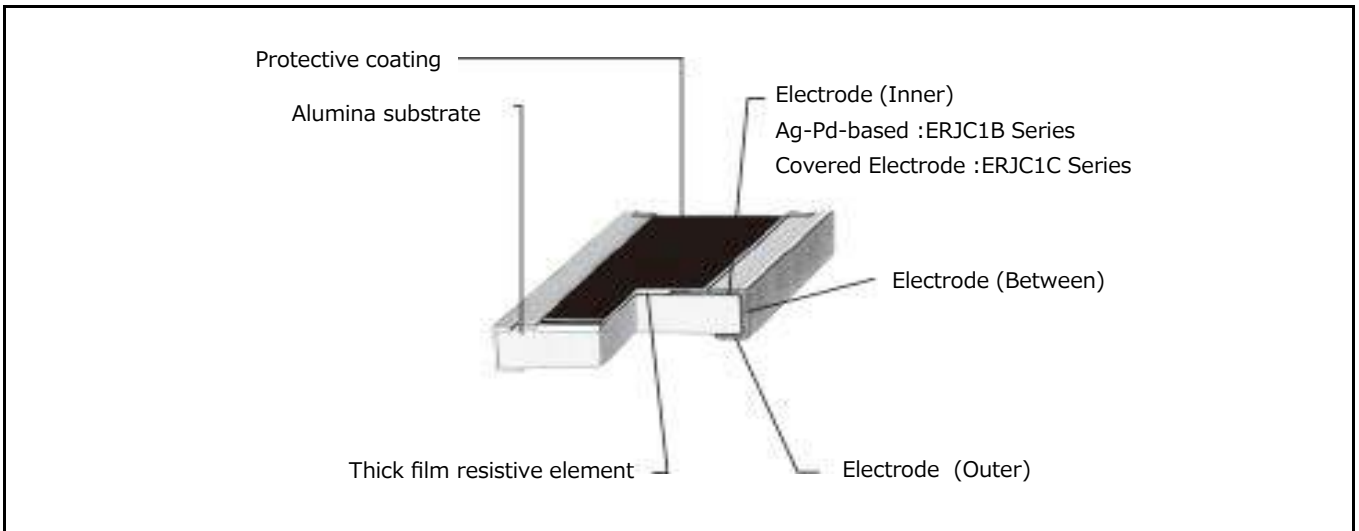 Protective coating
Alumina substrate
Electrode (Inner)
Ag-Pd-based :ERJC1B Series
Covered Electrode :ERJC1C Series
Electrode (Between)
Thick film resistive element
Electrode (Outer)